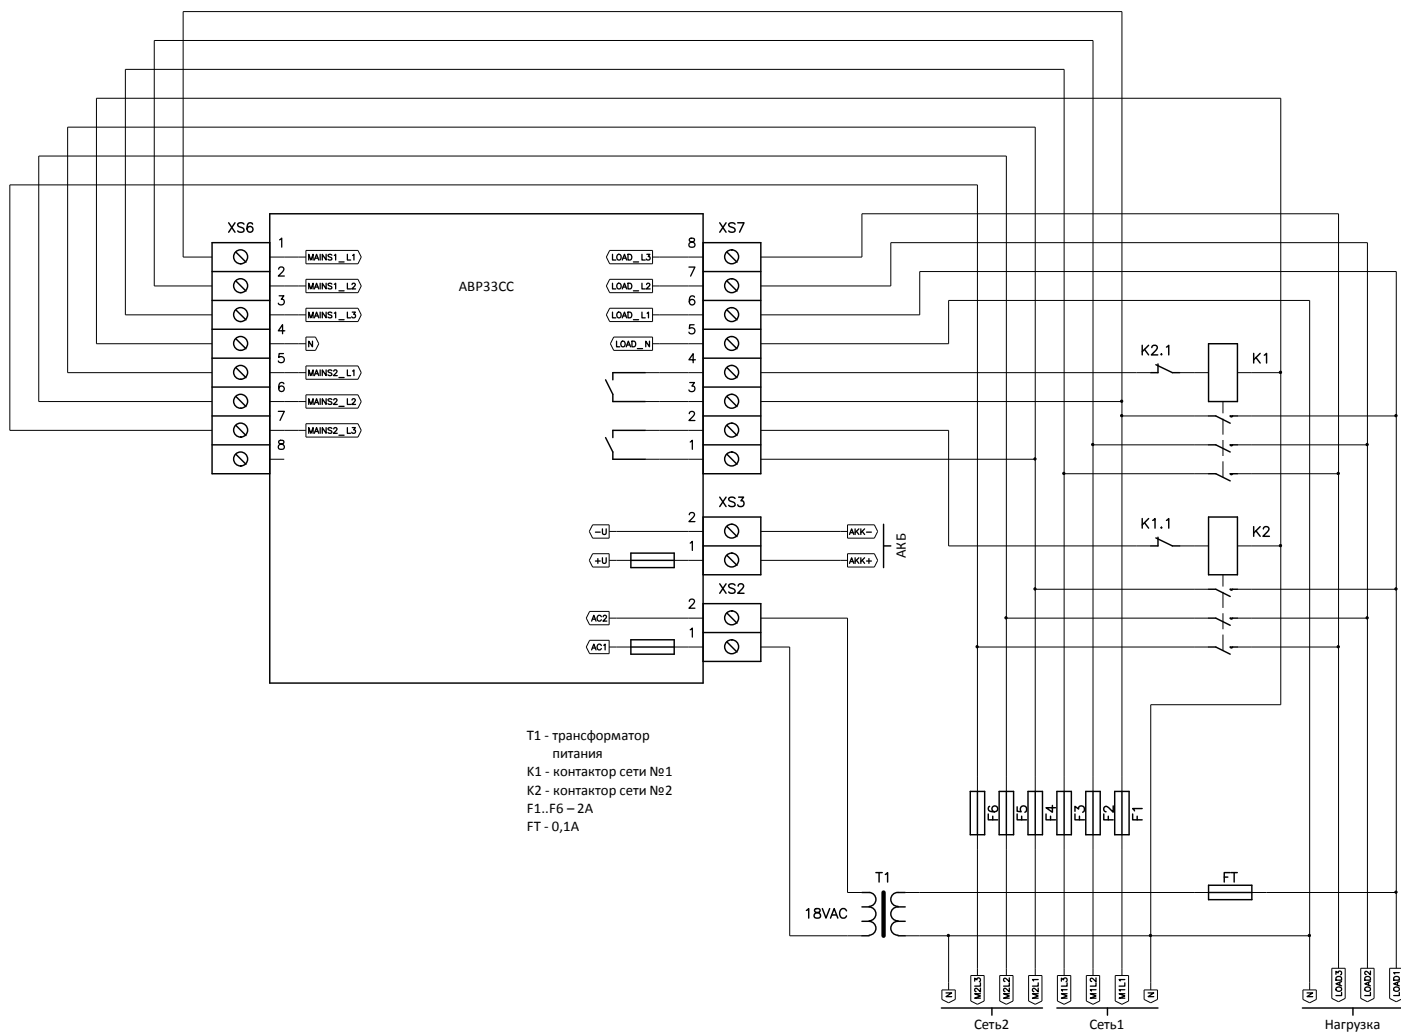 XS6
1
MAINS1_L1
2
MAINS1_L2
3
MAINS1_L3
4
N
5
MAINS2_L1
6
MAINS2_L2
7
MAINS2_L3
8
АВР33СС
XS7
8
LOAD_L3
7
LOAD_L2
6
LOAD_L1
5
LOAD_N
4
3
2
1
K2.1
K1
K1.1
K2
XS3
2
-U
AKK-
1
+U
AKK+
АКБ
XS2
2
AC2
1
AC1
T1 - трансформатор
питания
K1 - контактор сети №1
K2 - контактор сети №2
F1..F6 – 2A
FT - 0,1A
F6
F5
F4
F3
F2
F1
T1
18VAC
FT
N
M2L3
M2L2
M2L1
M1L3
M1L2
M1L1
N
N
LOAD3
LOAD2
LOAD1
Сеть2
Сеть1
Нагрузка